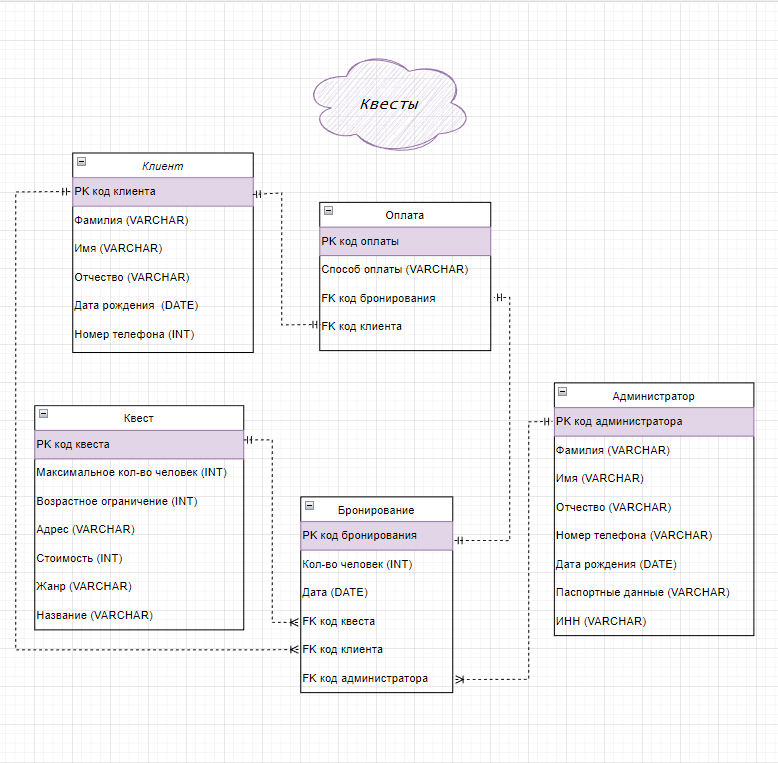 Квесты
Клиент
PK код клиента
Фамилия (VARCHAR)
Имя (VARCHAR)
Отчество (VARCHAR)
Дата рождения (DATE)
Номер телефона (INT)
Оплата
PK код оплаты
Способ оплаты (VARCHAR)
FK код бронирования
FK код клиента
Квест
PK код квеста
Максимальное кол-во человек (INT)
Возрастное ограничение (INT)
Адрес (VARCHAR)
Стоимость (INT)
Жанр (VARCHAR)
Название (VARCHAR)
Бронирование
PK код бронирования
Кол-во человек (INT)
Дата (DATE)
FK код квеста
FK код клиента
FK код администратора
Администратор
PK код администратора
Фамилия (VARCHAR)
Имя (VARCHAR)
Отчество (VARCHAR)
Номер телефона (VARCHAR)
Дата рождения (DATE)
Паспортные данные (VARCHAR)
ИНН (VARCHAR)